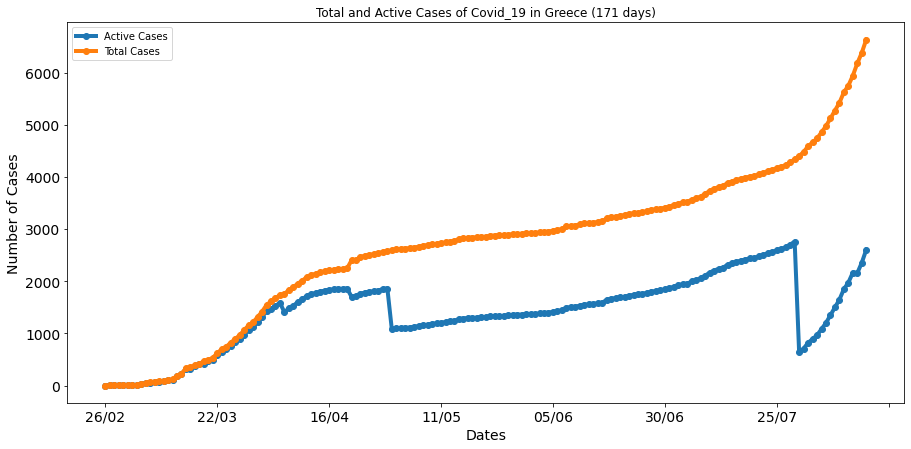 Total and Active Cases of Covid_19 in Greece (171 days)
Active Cases
Total Cases
Number of Cases
6000
5000
4000
3000
2000
1000
0
26/02 22/03 16/04 11/05 05/06 30/06 25/07
Dates